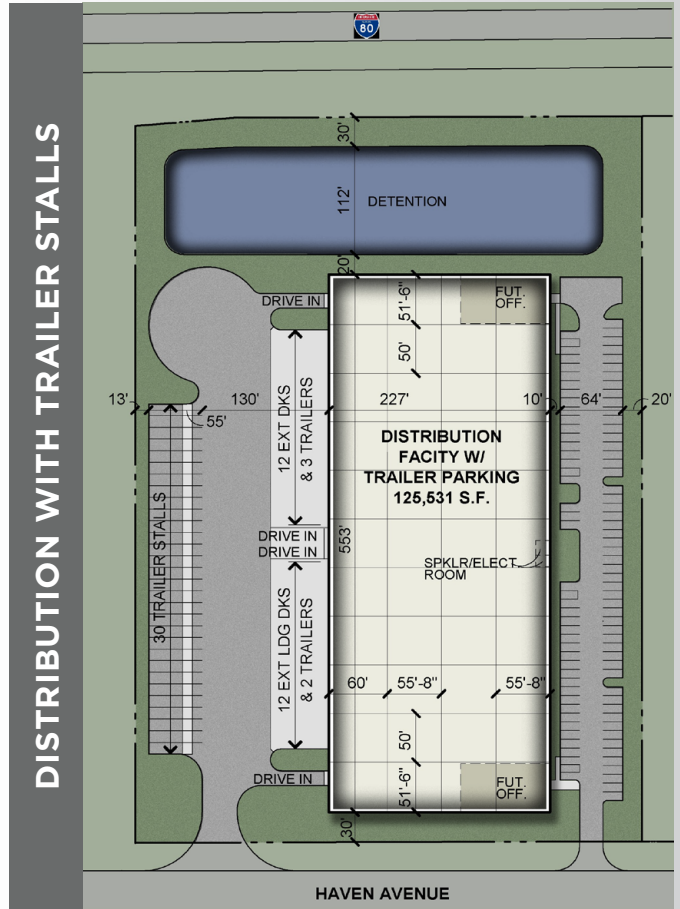 DISTRIBUTION WITH TRAILER STALLS
80
30'
112'
DETENTION
20'
DRIVE IN
51'-6"
FUT.
OFF.
50'
13'
130'
227'
10'
64'
20'
55'
12 EXT DKS
& 3 TRAILERS
DISTRIBUTION
FACITY W/
TRAILER PARKING
125,531 S.F.
30 TRAILER STALLS
DRIVE IN
DRIVE IN
553'
SPKLR/ELECT
ROOM
12 EXT LDG DKS
& 2 TRAILERS
60'
55'-8"
55'-8"
50'
DRIVE IN
51'-6"
FUT.
OFF.
30'
HAVEN AVENUE